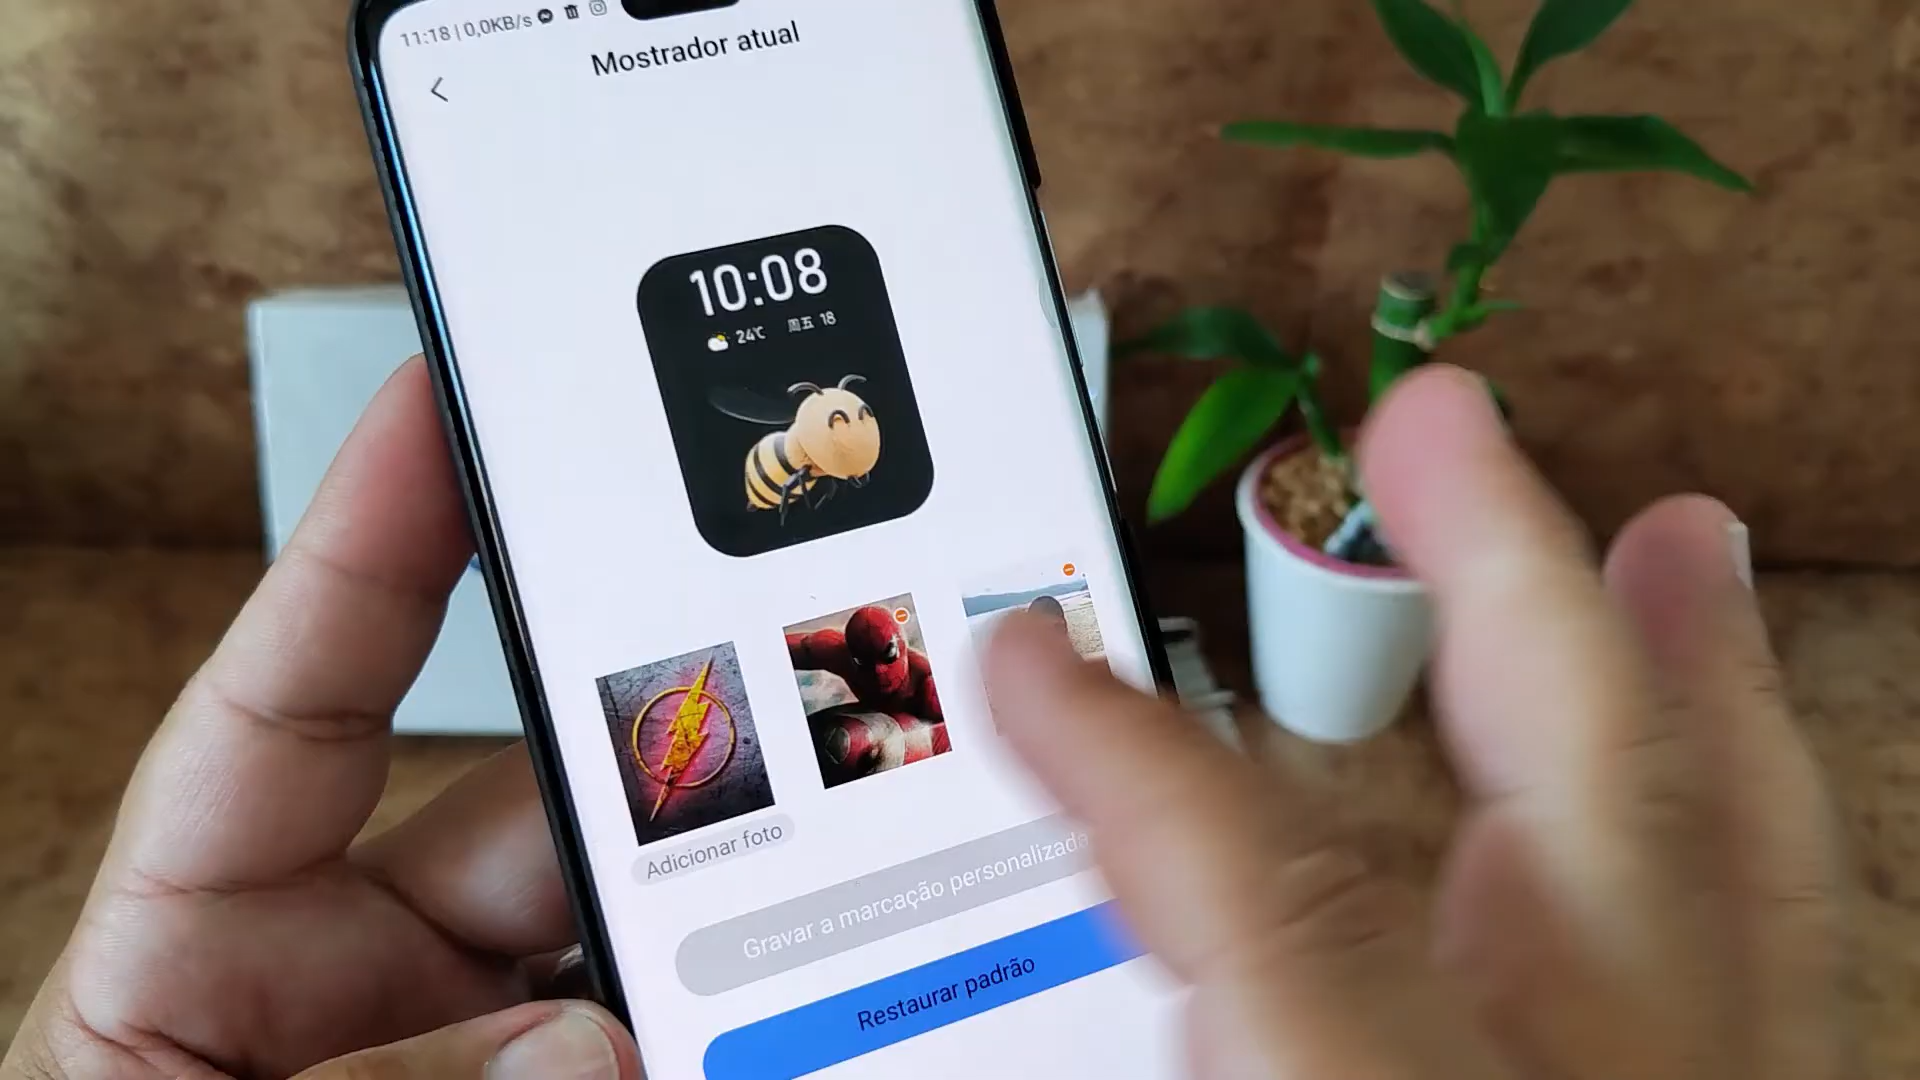 11:18 | 0,0KB/s
Mostrador atual
10:08
24℃ 周五 18
Adicionar foto
Gravar a marcação personalizada
Restaurar padrão